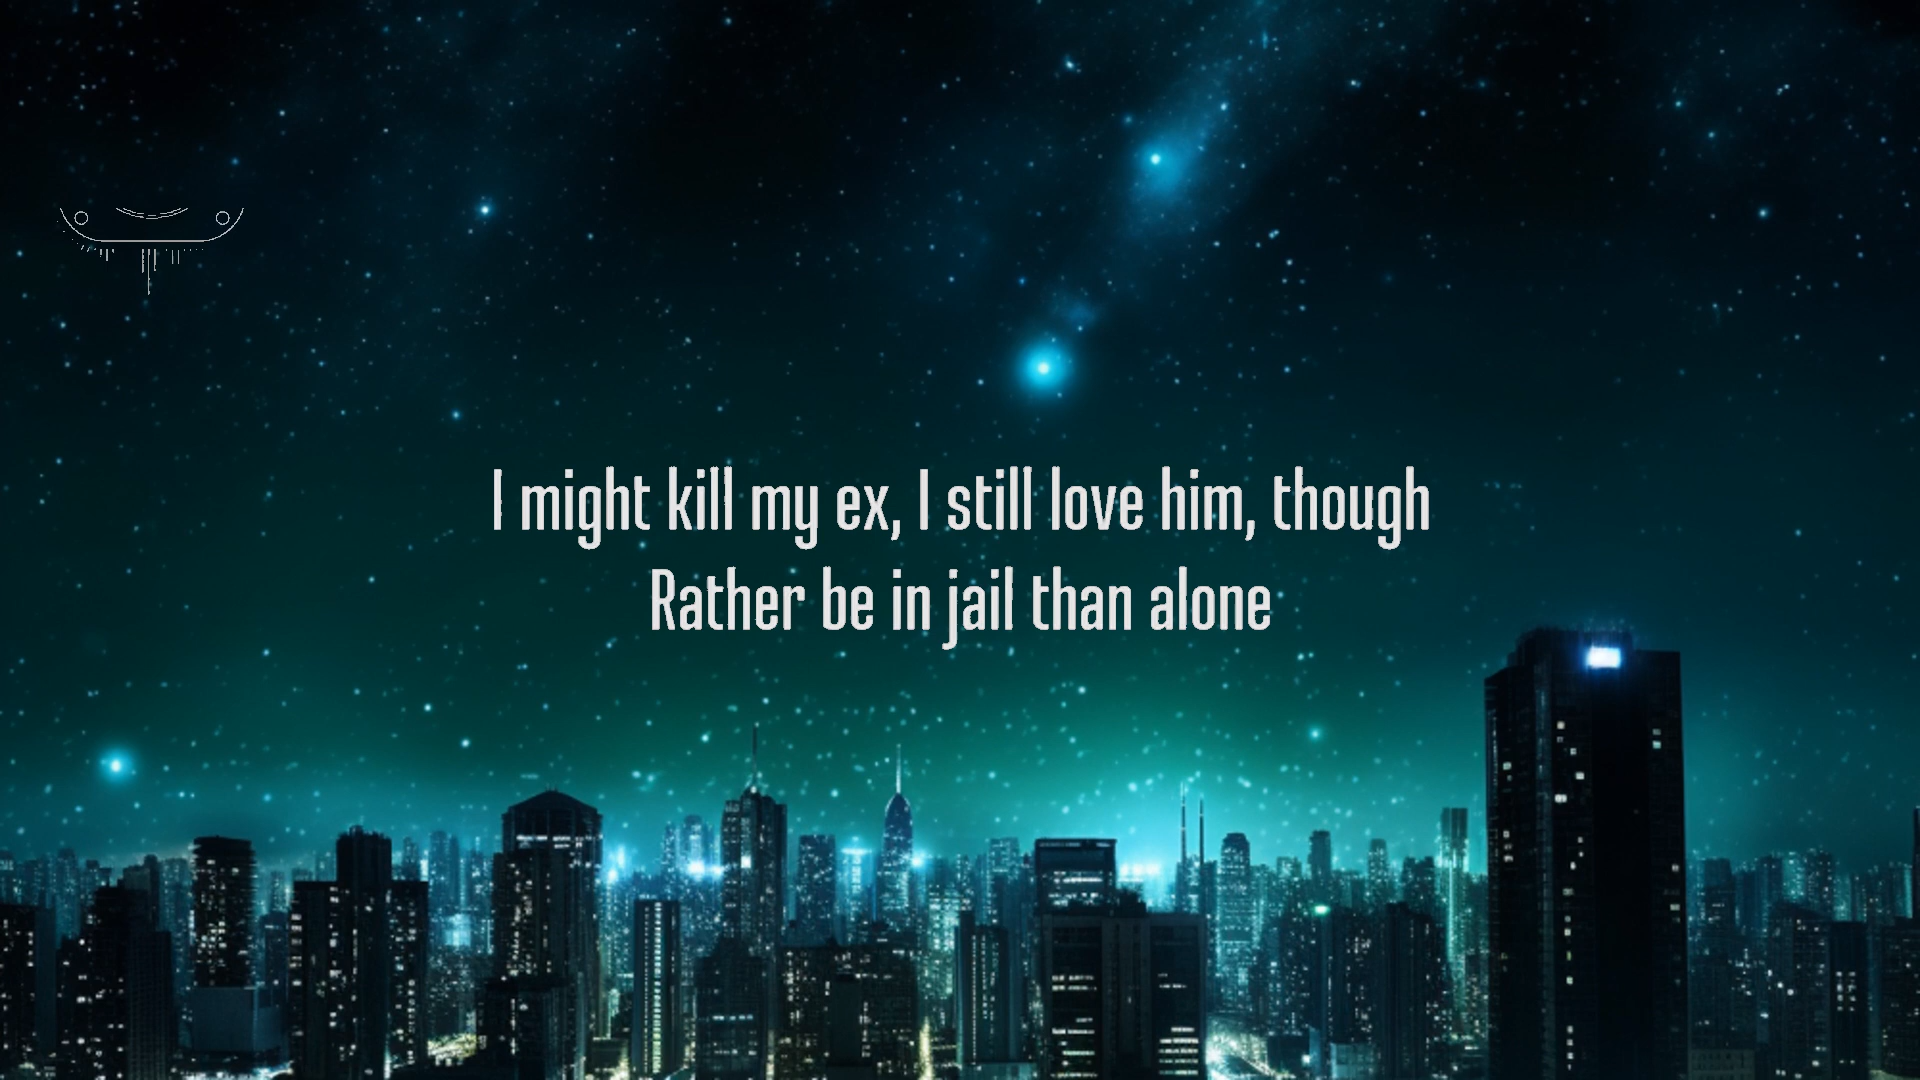 I might kill my ex, I still love him, though
Rather be in jail than alone